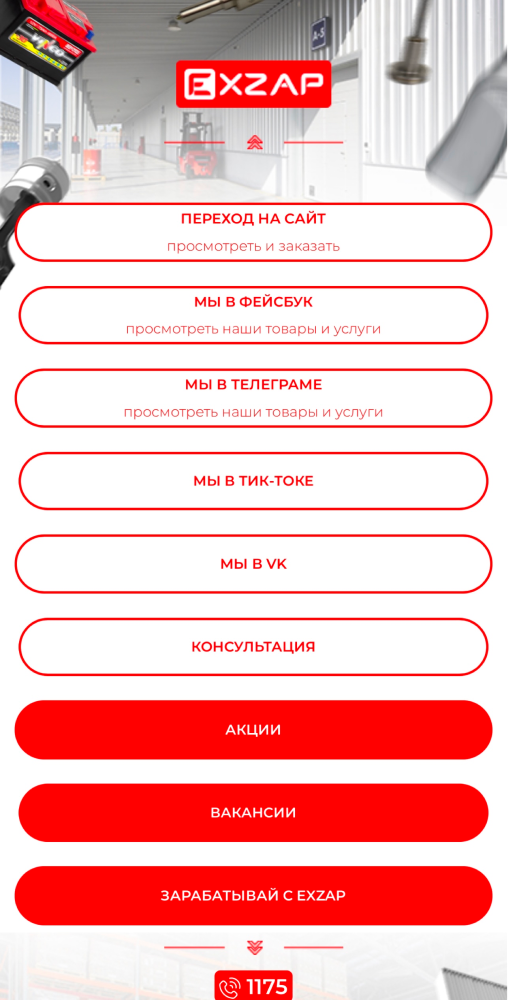 EXZAP
A-5
ПЕРЕХОД НА САЙТ
просмотреть и заказать
МЫ В ФЕЙСБУК
просмотреть наши товары и услуги
МЫ В ТЕЛЕГРАМЕ
просмотреть наши товары и услуги
МЫ В ТИК-ТОКЕ
МЫ В VK
КОНСУЛЬТАЦИЯ
АКЦИИ
ВАКАНСИИ
ЗАРАБАТЫВАЙ С EXZAP
1175